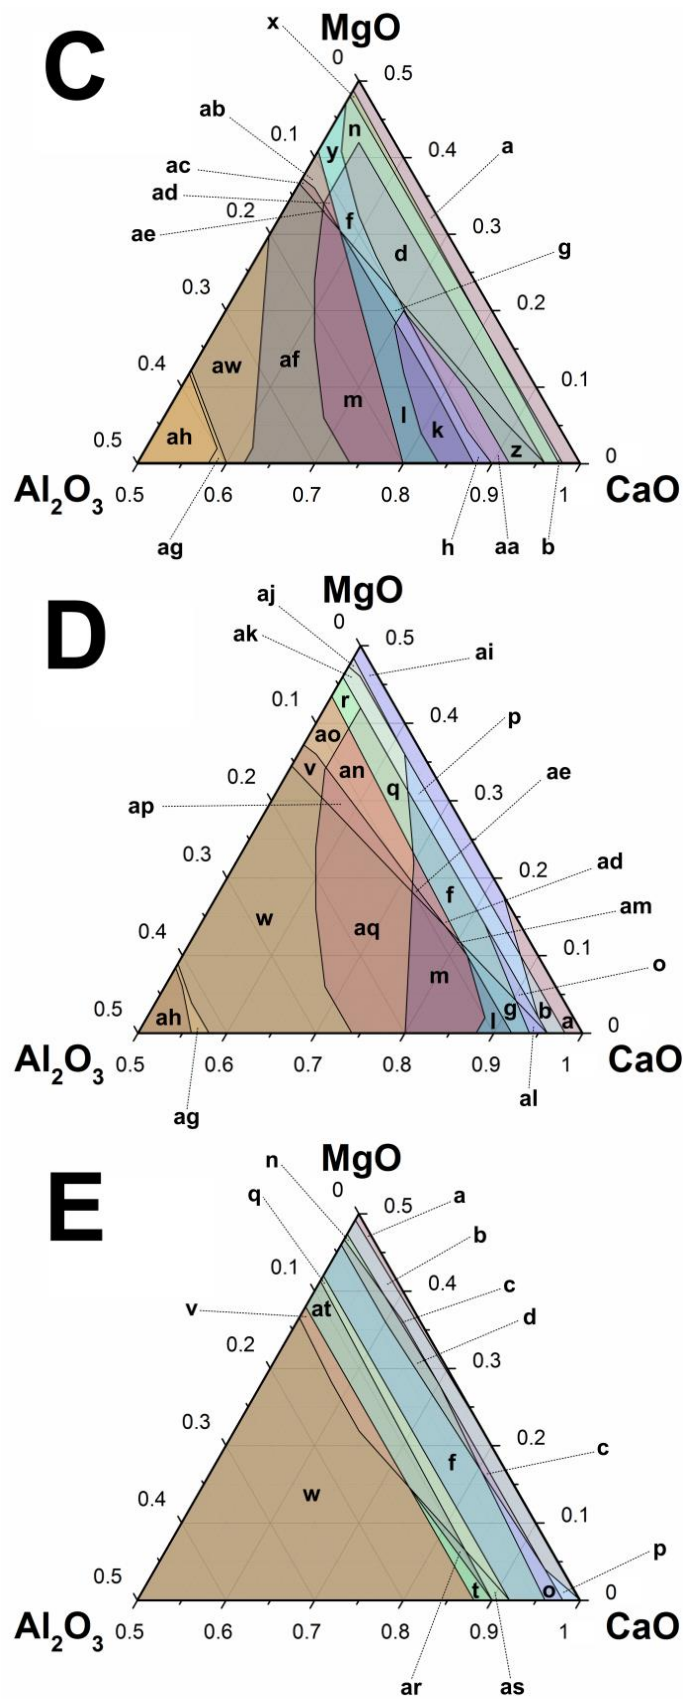 C
MgO
x
0
0.5
ab
n
0.1
y
0.4
a
ac
ad
f
0.2
0.3
ae
d
g
0.3
0.2
aw
af
0.4
0.1
m
l
k
ah
0.5
z
0
Al2O3
0.5
0.6
0.7
0.8
0.9
1
CaO
ag
h
aa
b
D
MgO
aj
0
0.5
ak
ai
0.1
r
0.4
p
ao
v
an
ae
0.2
q
0.3
ap
0.3
0.2
ad
f
am
w
aq
0.4
0.1
o
m
0.5
ah
l
g
b
a
0
Al2O3
0.5
0.6
0.7
0.8
0.9
1
CaO
al
ag
E
MgO
n
0
0.5
a
q
b
0.1
0.4
c
v
at
d
0.2
0.3
0.3
0.2
c
f
w
0.4
0.1
p
0.5
t
o
0
Al2O3
0.5
0.6
0.7
0.8
0.9
1
CaO
ar
as